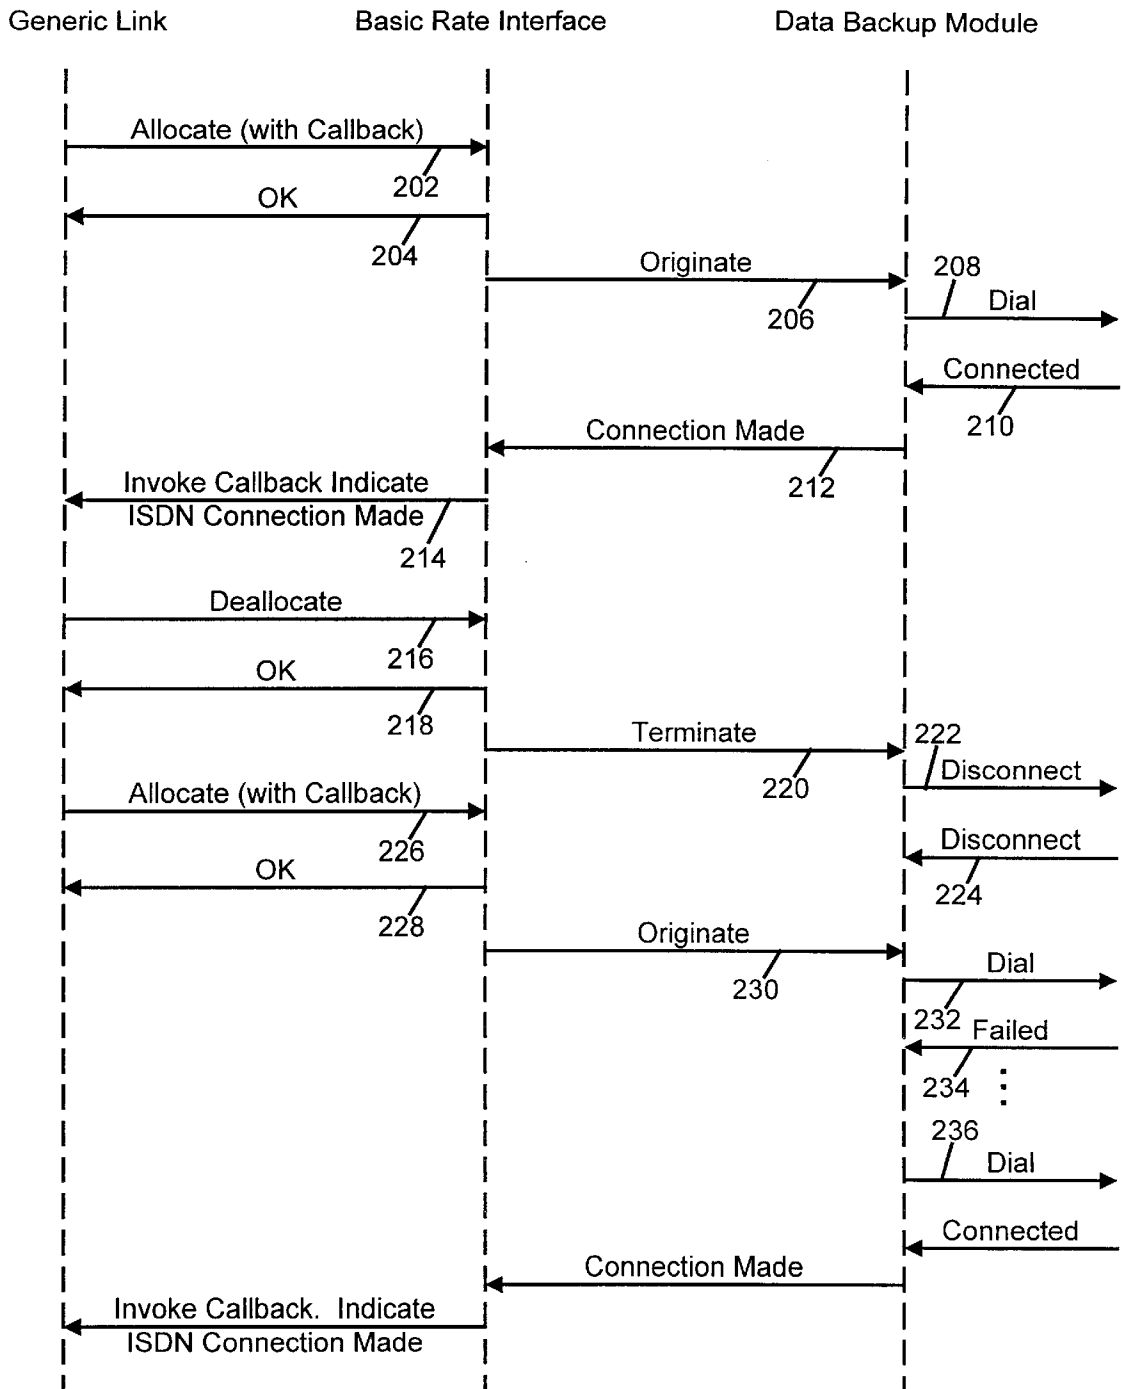 Generic Link
Basic Rate Interface
Data Backup Module
Allocate (with Callback)
202
OK
204
Originate
206
208
Dial
Connected
210
Connection Made
212
Invoke Callback Indicate
ISDN Connection Made
214
Deallocate
216
OK
218
Terminate
220
222
Disconnect
Allocate (with Callback)
226
Disconnect
224
OK
228
Originate
230
Dial
232
Failed
234
236
Dial
Connected
Connection Made
Invoke Callback. Indicate
ISDN Connection Made